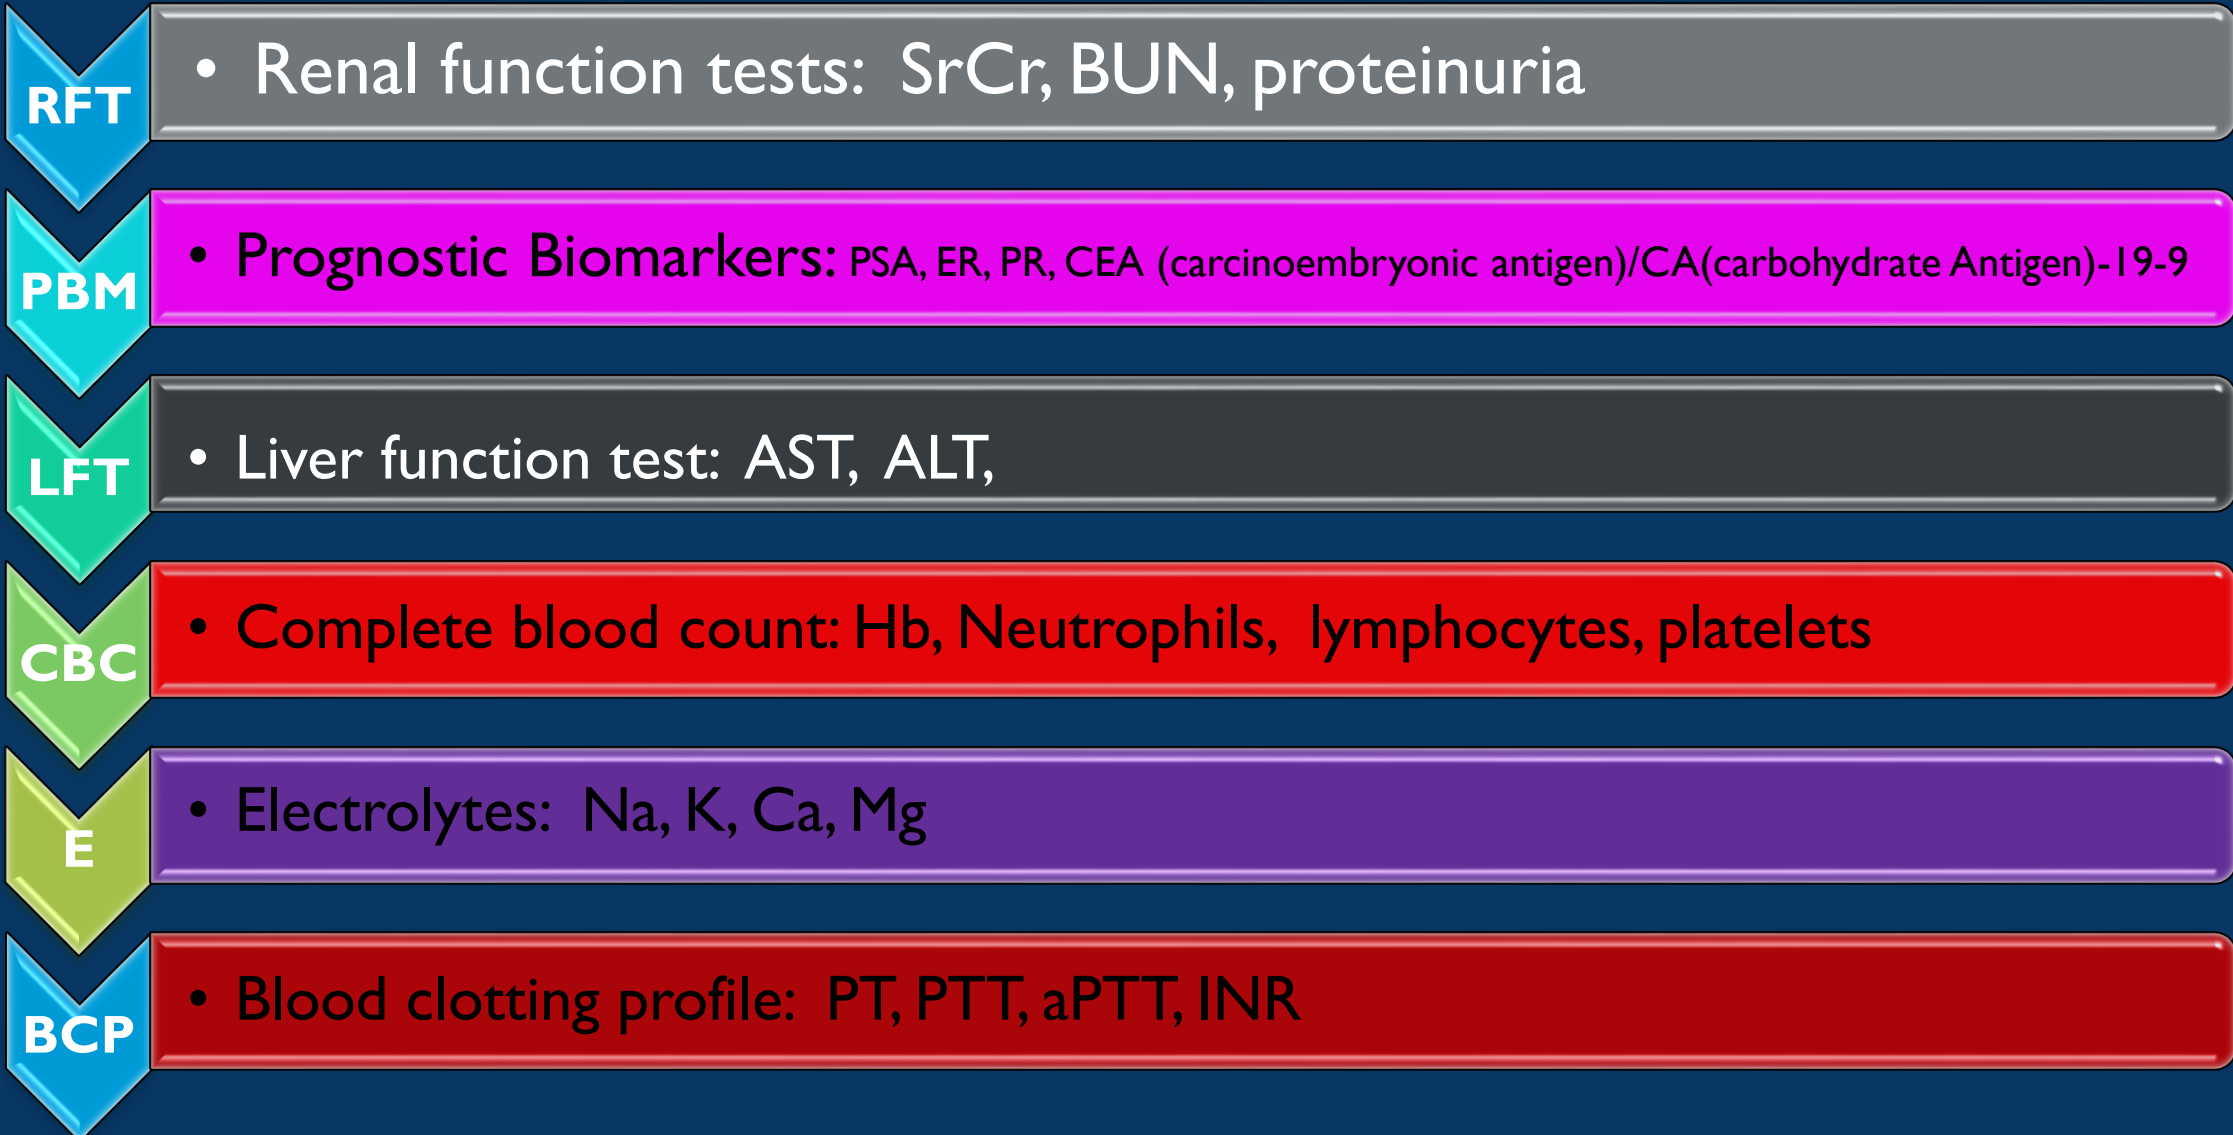 RFT
• Renal function tests: SrCr, BUN, proteinuria
PBM
• Prognostic Biomarkers: PSA, ER, PR, CEA (carcinoembryonic antigen)/CA(carbohydrate Antigen)-19-9
LFT
• Liver function test: AST, ALT,
CBC
• Complete blood count: Hb, Neutrophils, lymphocytes, platelets
E
• Electrolytes: Na, K, Ca, Mg
BCP
• Blood clotting profile: PT, PTT, aPTT, INR